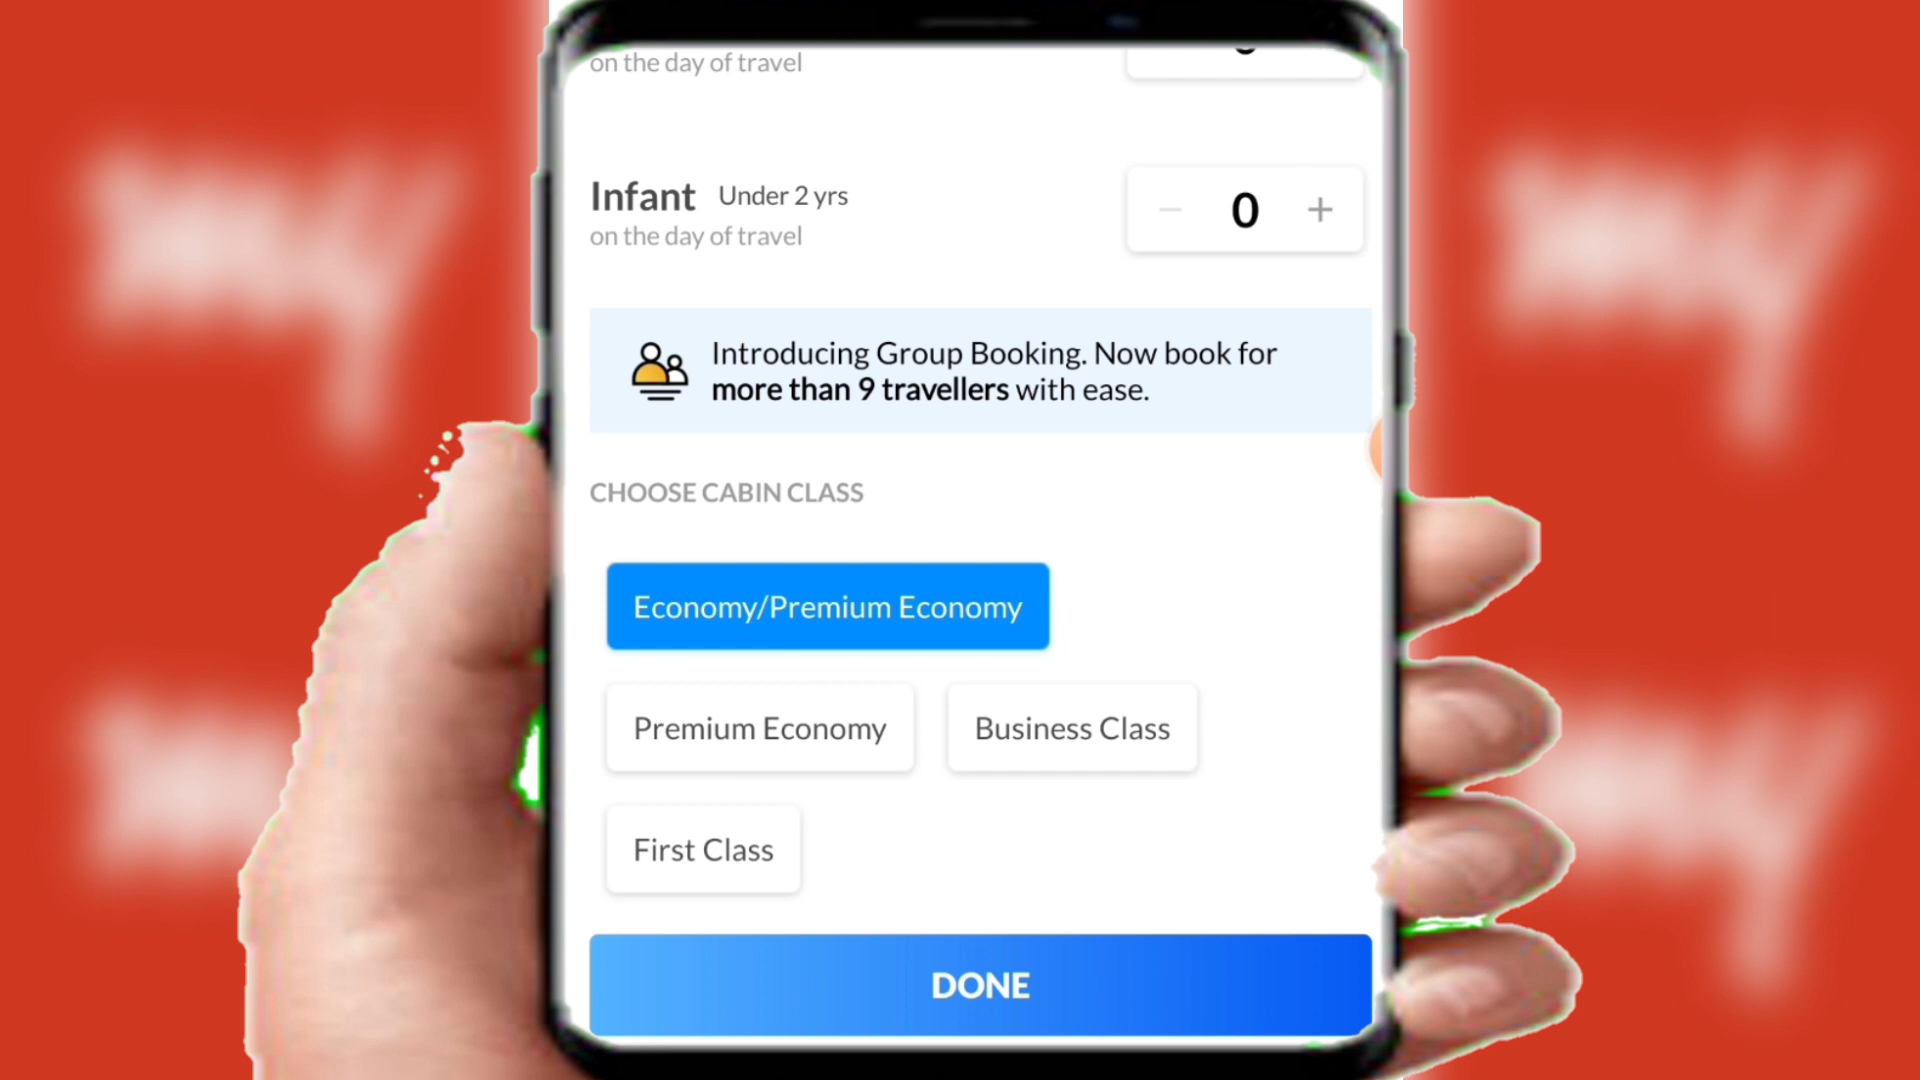 on the day of travel
Infant Under 2 yrs
on the day of travel
0
Introducing Group Booking. Now book for
more than 9 travellers with ease.
CHOOSE CABIN CLASS
Economy/Premium Economy
Premium Economy Business Class
First Class
DONE